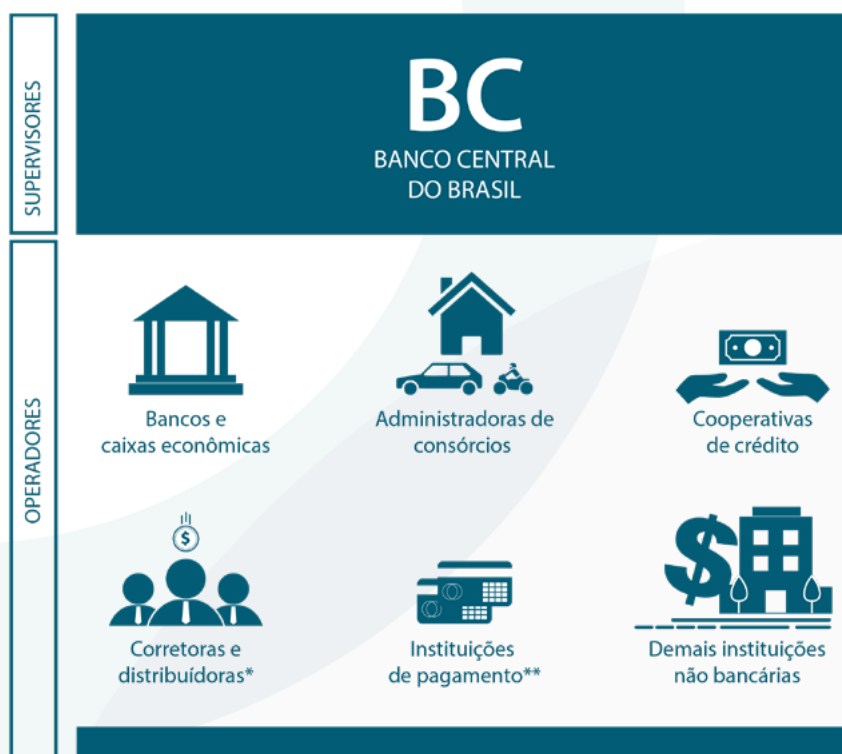 SUPERVISORES
BC
BANCO CENTRAL
DO BRASIL
OPERADORES
Bancos e
caixas econômicas
Administradoras de
consórcios
Cooperativas
de crédito
$
Corretoras e
distribuídoras*
Instituições
de pagamento**
$
Demais instituições
não bancárias